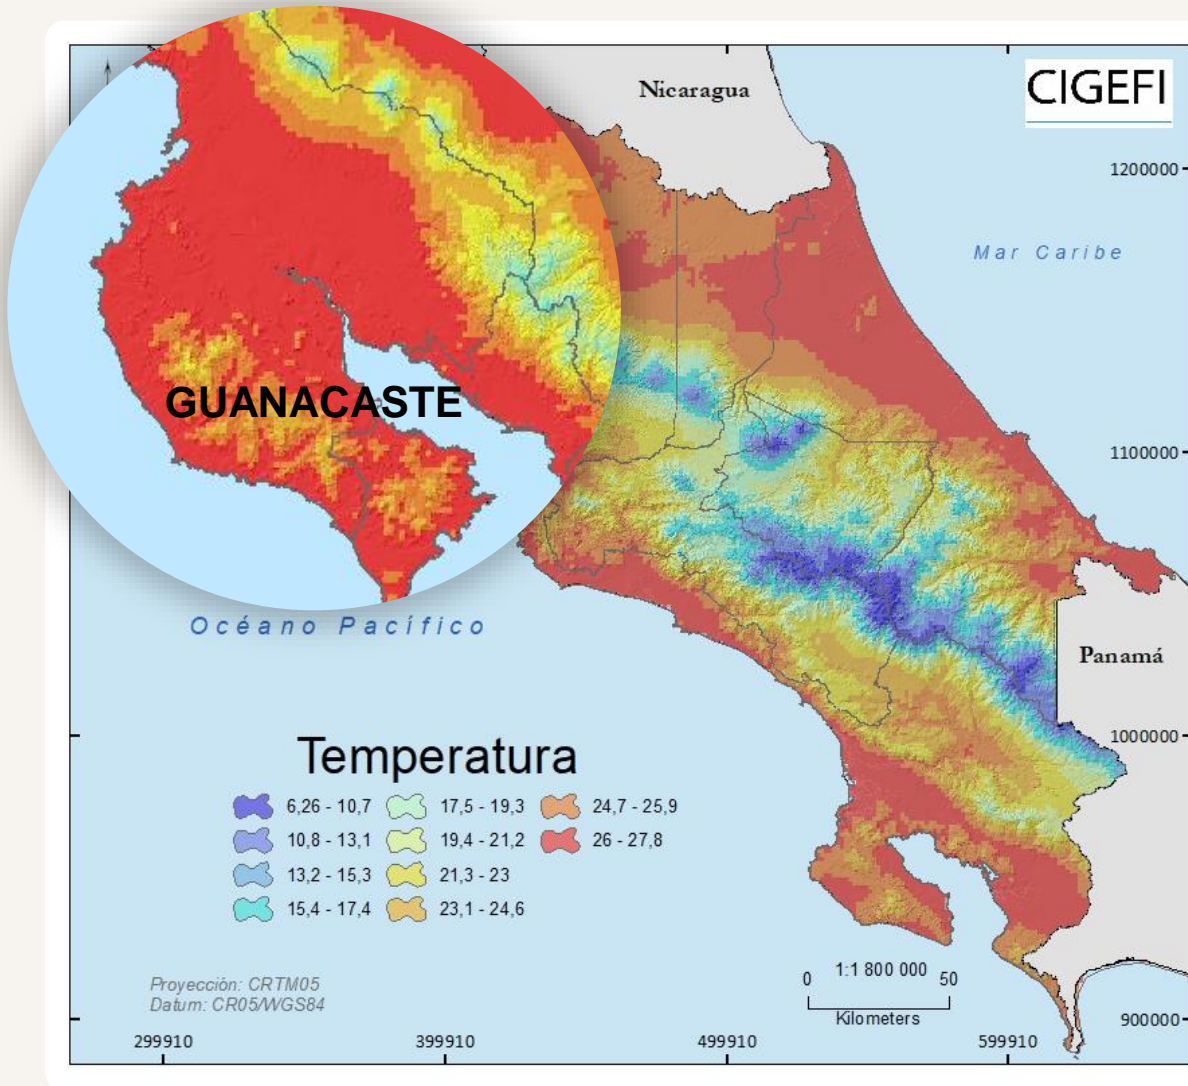 Nicaragua
CIGEFI
1200000
Mar Caribe
GUANACASTE
1100000
Océano Pacífico
Panamá
1000000
Temperatura
6,26 - 10,7
17,5 - 19,3
24,7 - 25,9
10,8 - 13,1
19,4 - 21,2
26 - 27,8
13,2 - 15,3
21,3 - 23
15,4 - 17,4
23,1 - 24,6
Proyección: CRTM05
Datum: CR05/WGS84
0
1:1 800 000
50
Kilometers
900000
299910
399910
499910
599910